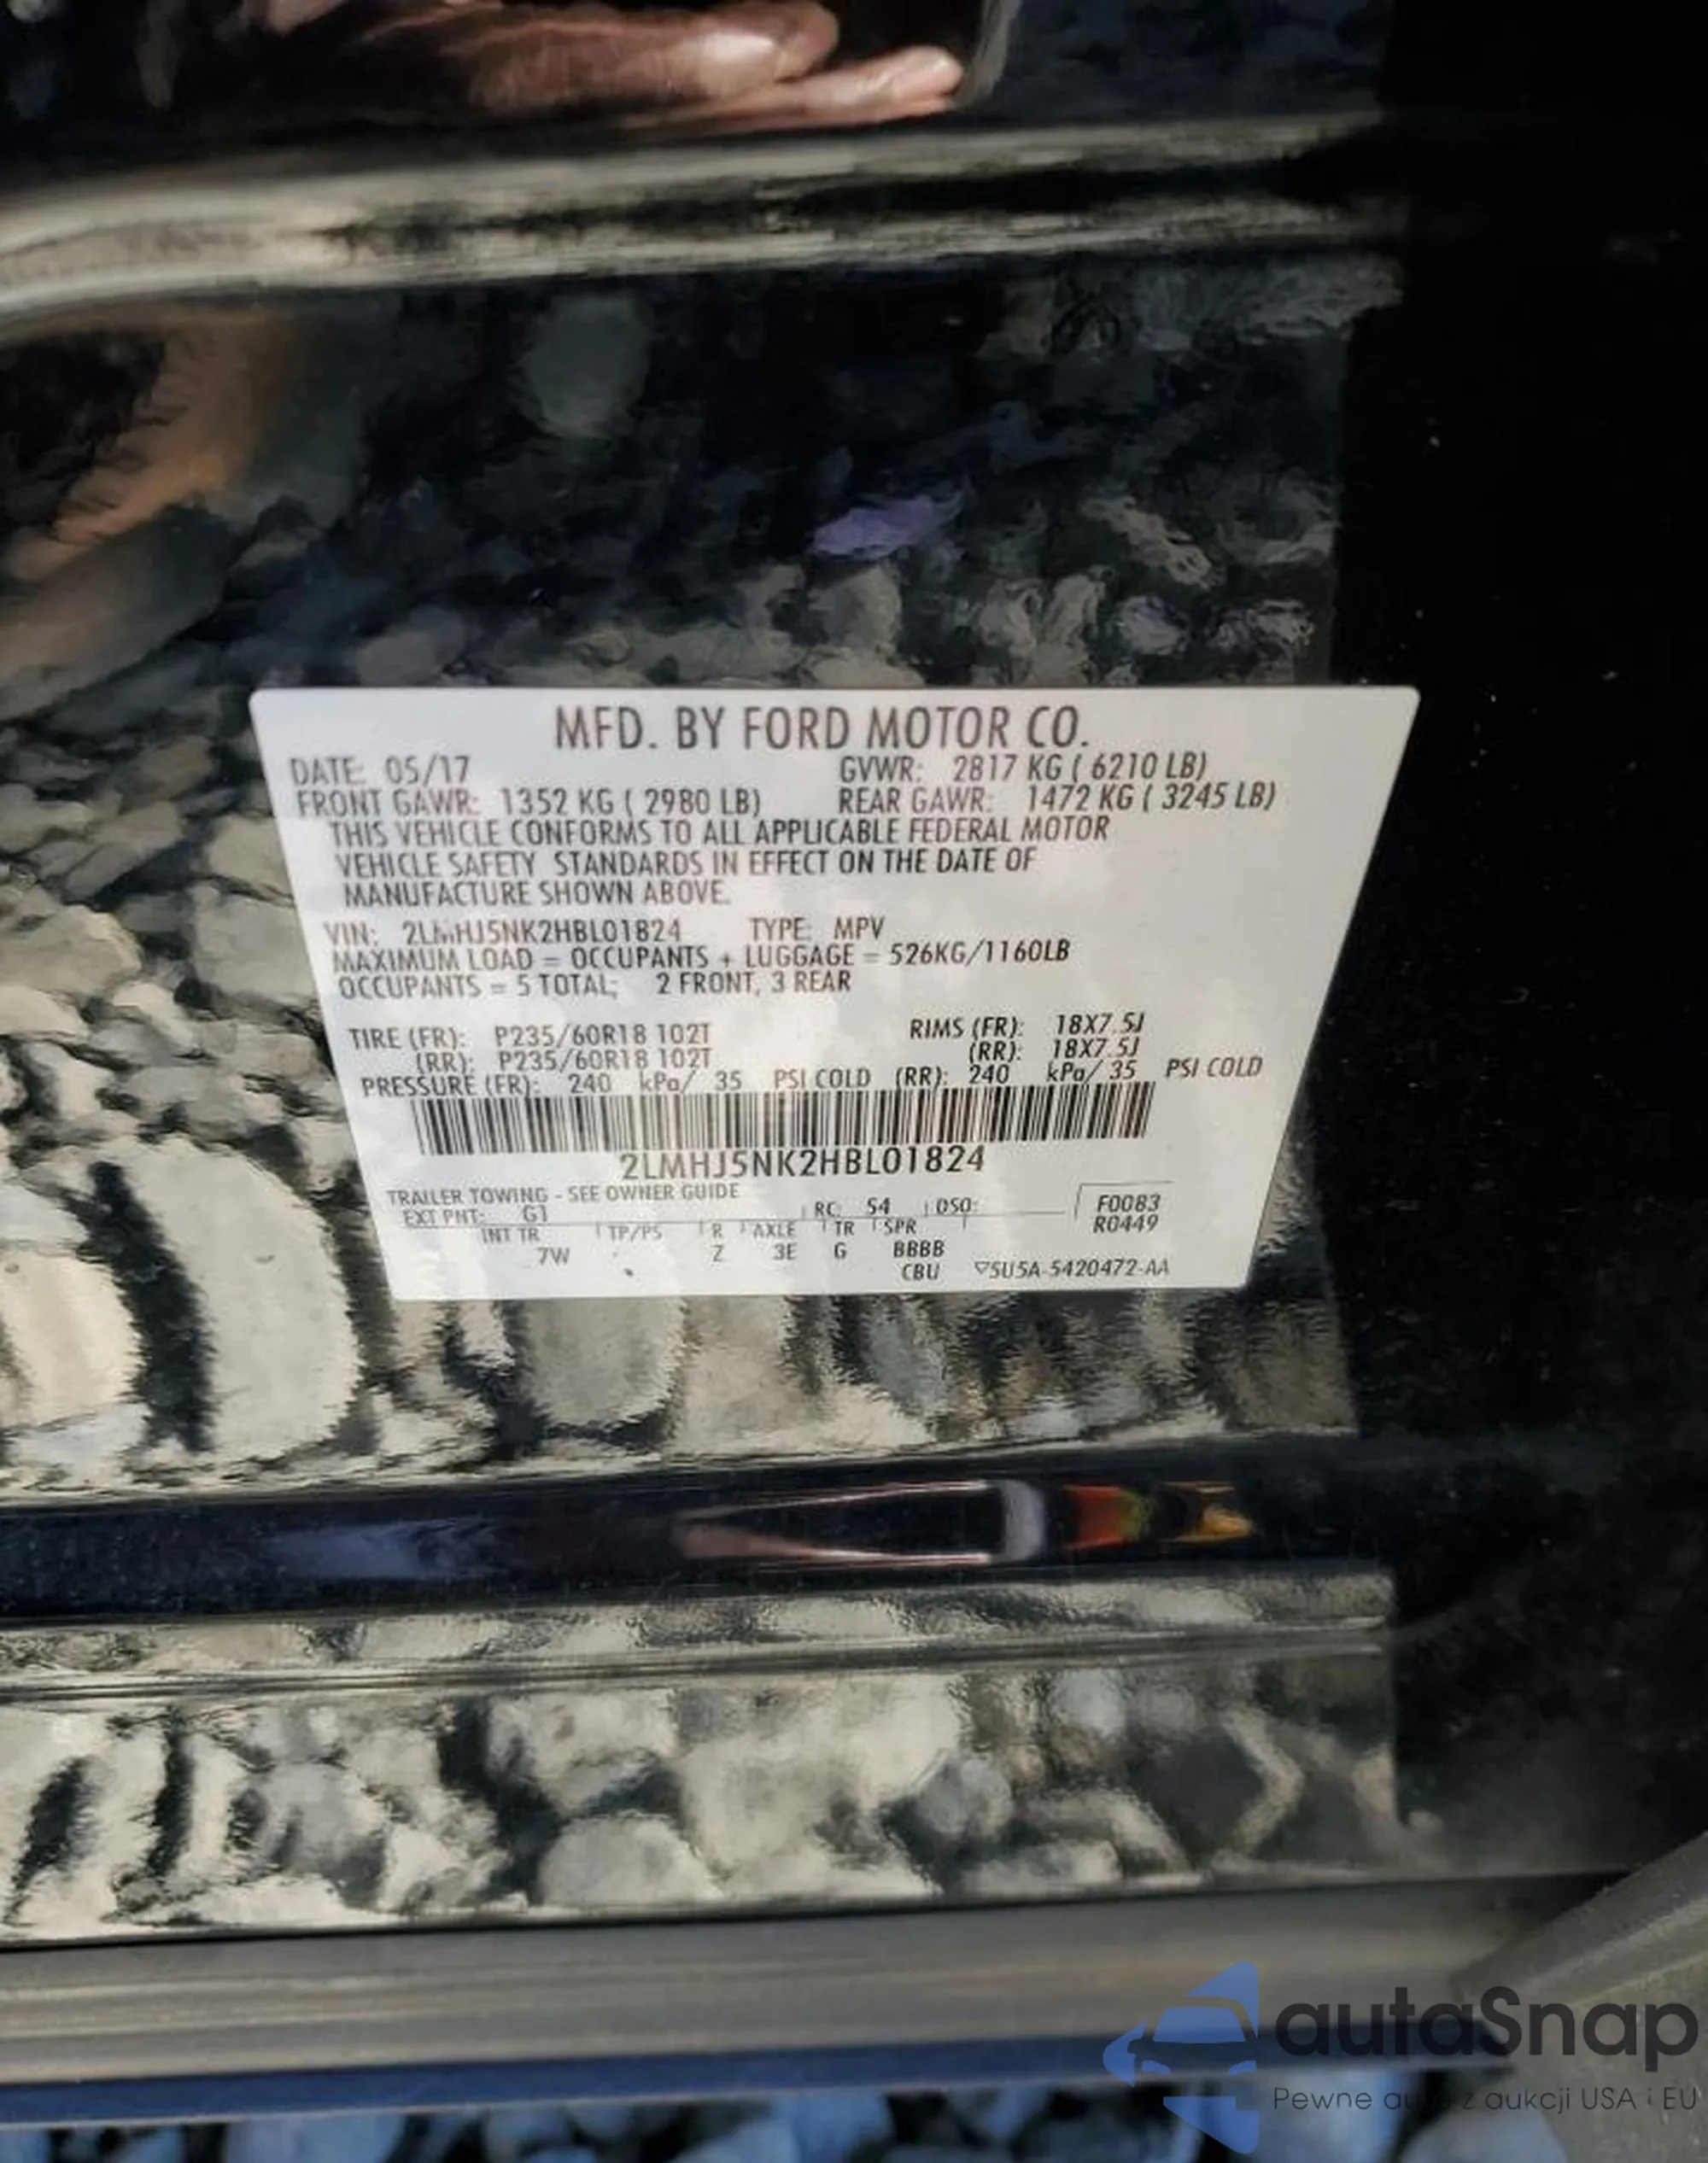 MFD. BY FORD MOTOR CO.
DATE: 05/17 GVWR: 2817 KG ( 6210 LB)
FRONT GAWR: 1352 KG ( 2980 LB) REAR GAWR: 1472 KG ( 3245 LB)
THIS VEHICLE CONFORMS TO ALL APPLICABLE FEDERAL MOTOR
VEHICLE SAFETY STANDARDS IN EFFECT ON THE DATE OF
MANUFACTURE SHOWN ABOVE.
VIN: 2LMHJ5NK2HBL01824 TYPE: MPV
MAXIMUM LOAD = OCCUPANTS + LUGGAGE = 526KG/1160LB
OCCUPANTS = 5 TOTAL; 2 FRONT, 3 REAR
TIRE (FR): P235/60R18 102T RIMS (FR): 18X7.5J
(RR): P235/60R18 102T (RR): 18X7.5J
PRESSURE (FR): 240 kPa/ 35 PSI COLD (RR): 240 kPa/ 35 PSI COLD
2LMHJ5NK2HBL01824
TRAILER TOWING - SEE OWNER GUIDE
EXT PNT: G1 RC: 54 DSO: F0083
INT TR TP/PS R AXLE TR SPR R0449
7W Z 3E G BBBB
CBU ▽5U5A-5420472-AA
autaSnap
Pewne auta z aukcji USA i EU